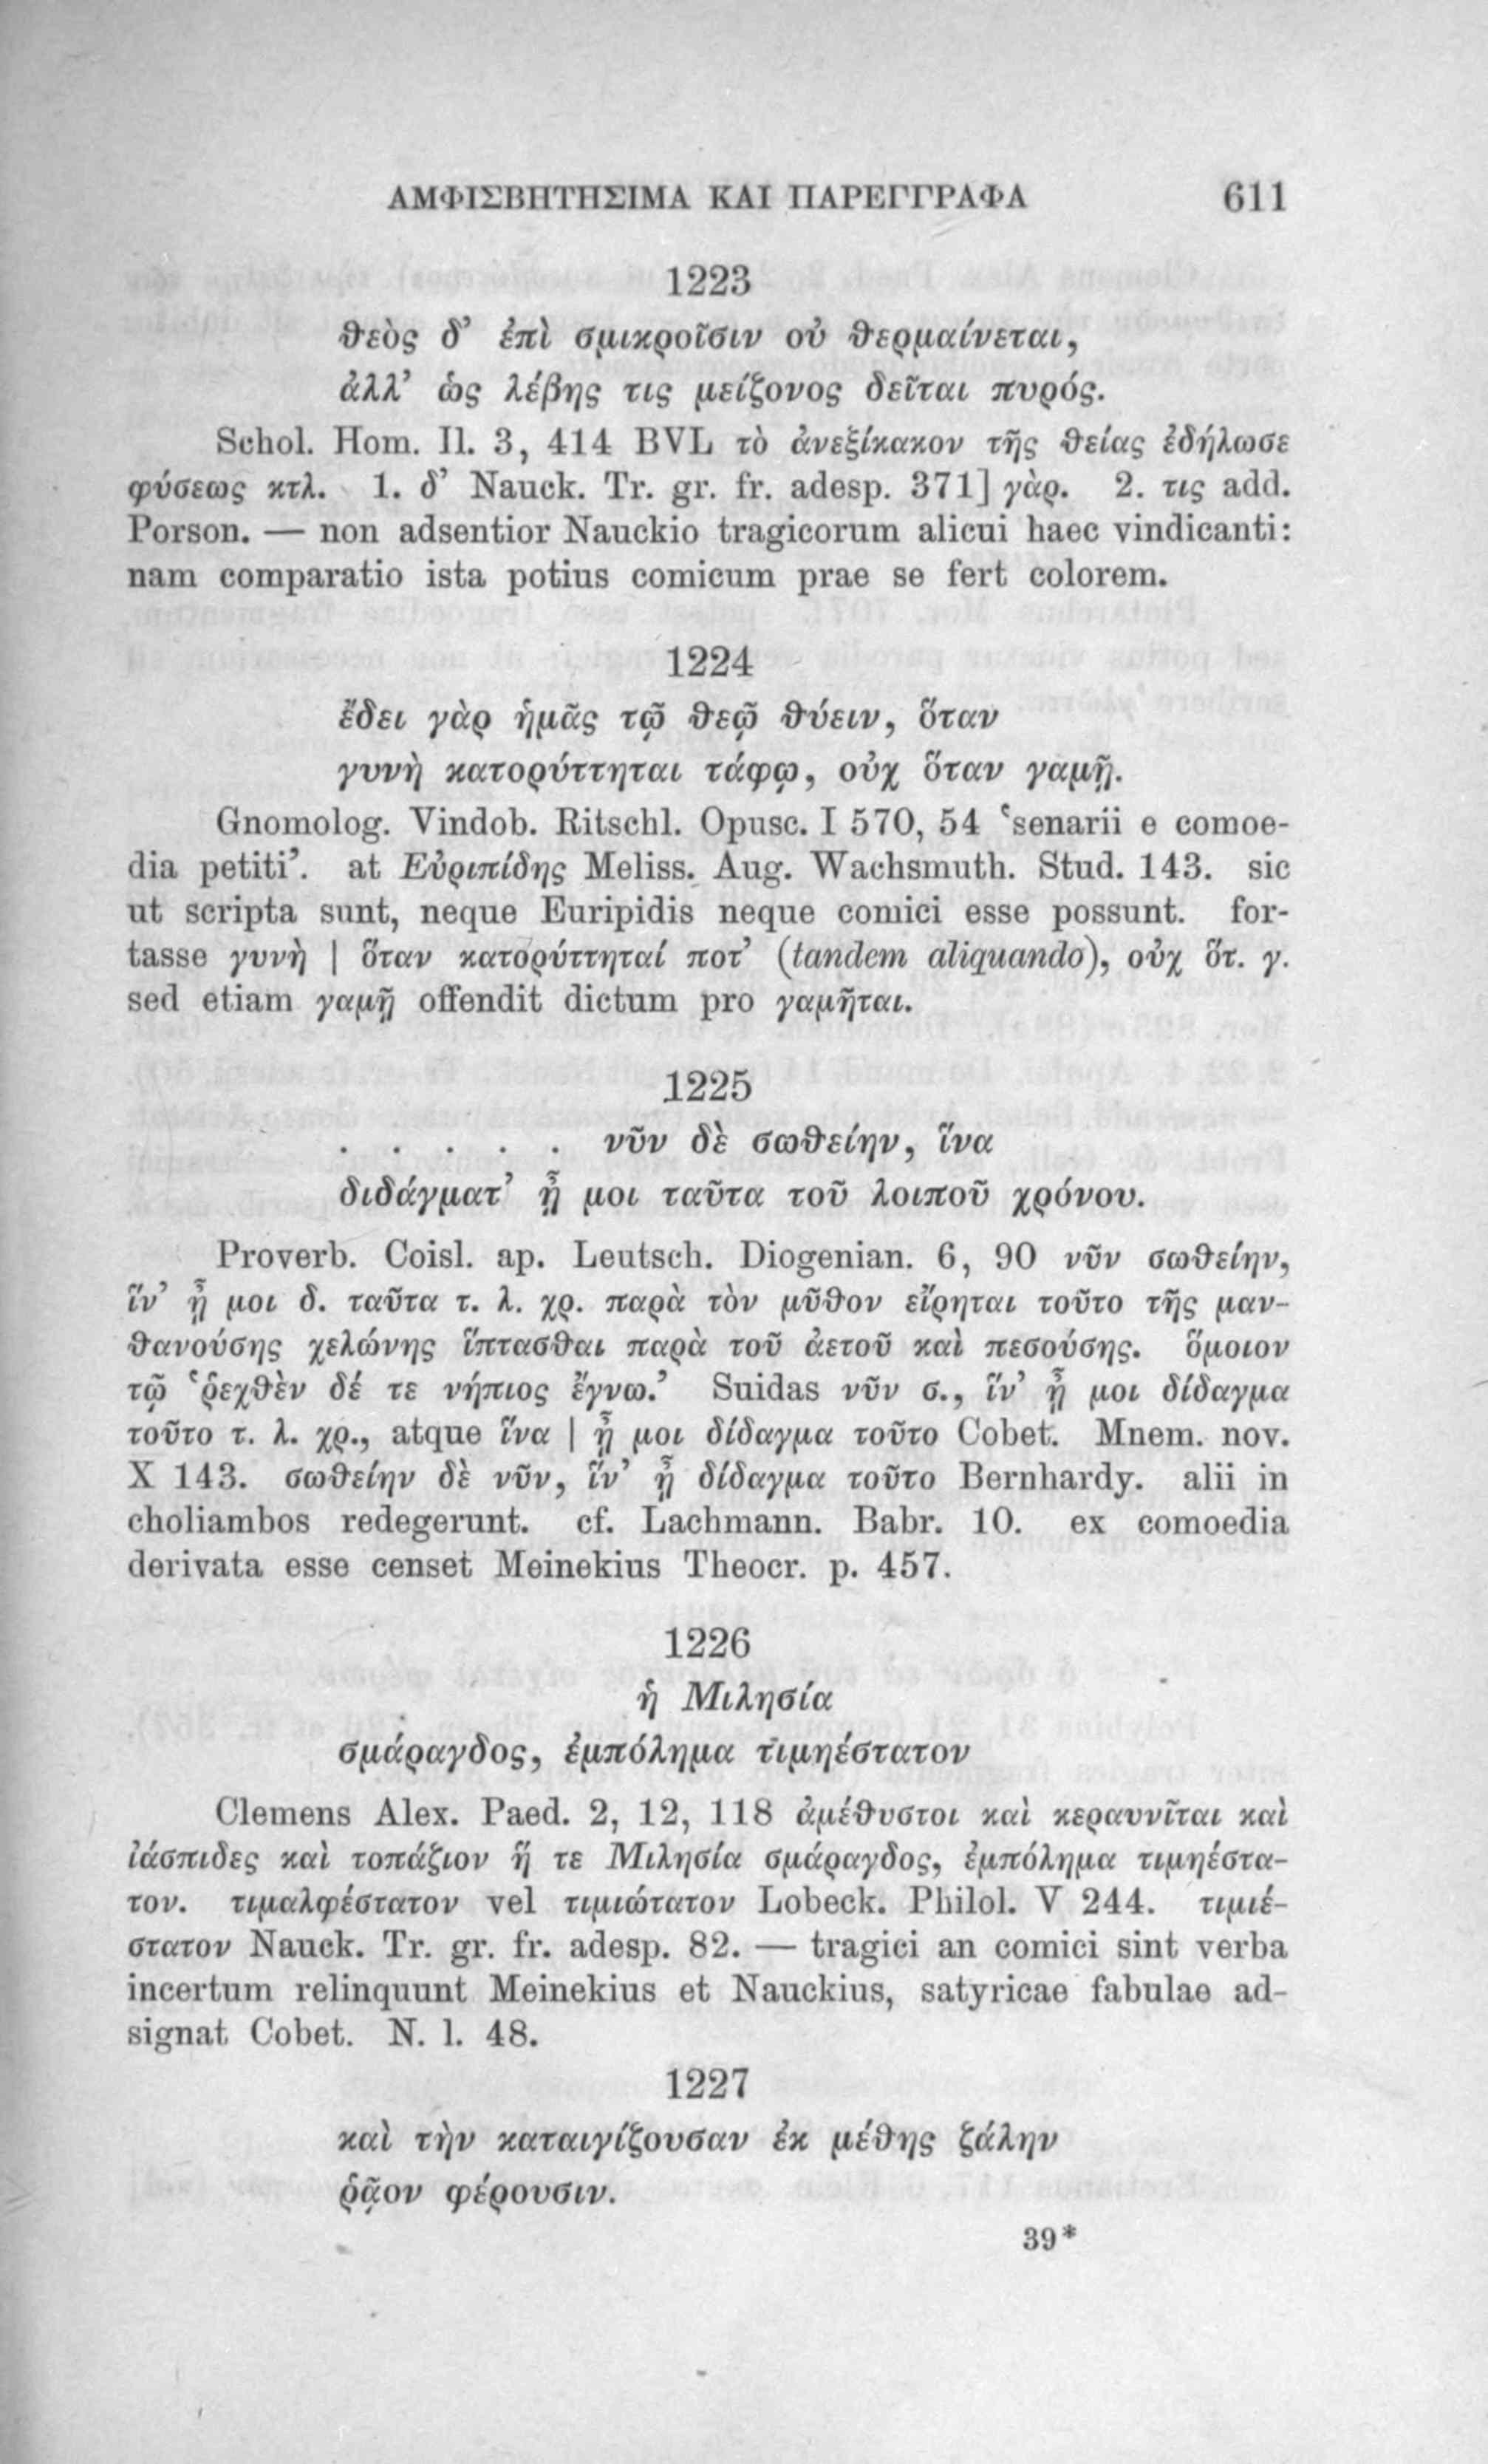 ΑΜΦΙΣΒΗΤΗΣΙΜΑ ΚΑΙ ΠΑΡΕΓΓΡΑΦΑ 611
1223
θεὸς δ’ ἐπὶ σμικροῖσιν οὐ θερμαίνεται,
ἀλλ’ ὡς λέβης τις μείζονος δεῖται πυρός.
Schol. Hom. Il. 3, 414 BVL τὸ ἀνεξίκακον τῆς θείας ἐδήλωσε
φύσεως κτλ. 1. δ’ Nauck. Tr. gr. fr. adesp. 371] γὰρ. 2. τις add.
Porson. — non adsentior Nauckio tragicorum alicui haec vindicanti:
nam comparatio ista potius comicum prae se fert colorem.
1224
ἔδει γὰρ ἡμᾶς τῷ θεῷ θύειν, ὅταν
γυνὴ κατορύττηται τάφῳ, οὐχ ὅταν γαμῇ.
Gnomolog. Vindob. Ritschl. Opusc. I 570, 54 ‘senarii e comoe-
dia petiti’. at Εὐριπίδης Meliss. Aug. Wachsmuth. Stud. 143. sic
ut scripta sunt, neque Euripidis neque comici esse possunt. for-
tasse γυνὴ | ὅταν κατορύττηταί ποτ’ (tandem aliquando), οὐχ ὅτ. γ.
sed etiam γαμῇ offendit dictum pro γαμῆται.
1225
. . . . . νῦν δὲ σωθείην, ἵνα
διδάγματ’ ᾖ μοι ταῦτα τοῦ λοιποῦ χρόνου.
Proverb. Coisl. ap. Leutsch. Diogenian. 6, 90 νῦν σωθείην,
ἵν’ ᾖ μοι δ. ταῦτα τ. λ. χρ. παρὰ τὸν μῦθον εἴρηται τοῦτο τῆς μαν-
θανούσης χελώνης ἵπτασθαι παρὰ τοῦ ἀετοῦ καὶ πεσούσης. ὅμοιον
τῷ ‘ῥεχθὲν δέ τε νήπιος ἔγνω.’ Suidas νῦν σ., ἵν’ ᾖ μοι δίδαγμα
τοῦτο τ. λ. χρ., atque ἵνα | ᾖ μοι δίδαγμα τοῦτο Cobet. Mnem. nov.
X 143. σωθείην δὲ νῦν, ἵν’ ᾖ δίδαγμα τοῦτο Bernhardy. alii in
choliambos redegerunt. cf. Lachmann. Babr. 10. ex comoedia
derivata esse censet Meinekius Theocr. p. 457.
1226
ἡ Μιλησία
σμάραγδος, ἐμπόλημα τιμηέστατον
Clemens Alex. Paed. 2, 12, 118 ἀμέθυστοι καὶ κεραυνῖται καὶ
ἰάσπιδες καὶ τοπάζιον ἥ τε Μιλησία σμάραγδος, ἐμπόλημα τιμηέστα-
τον. τιμαλφέστατον vel τιμιώτατον Lobeck. Philol. V 244. τιμιέ-
στατον Nauck. Tr. gr. fr. adesp. 82. — tragici an comici sint verba
incertum relinquunt Meinekius et Nauckius, satyricae fabulae ad-
signat Cobet. N. l. 48.
1227
καὶ τὴν καταιγίζουσαν ἐκ μέθης ζάλην
ῥᾷον φέρουσιν.
39*